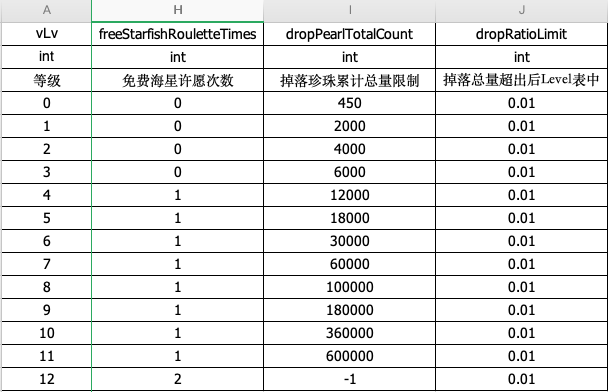 A H I J
vLv freeStarfishRouletteTimes dropPearlTotalCount dropRatioLimit
int int int int
等级 免费海星许愿次数 掉落珍珠累计总量限制 掉落总量超出后Level表中
0 0 450 0.01
1 0 2000 0.01
2 0 4000 0.01
3 0 6000 0.01
4 1 12000 0.01
5 1 18000 0.01
6 1 30000 0.01
7 1 60000 0.01
8 1 100000 0.01
9 1 180000 0.01
10 1 360000 0.01
11 1 600000 0.01
12 2 -1 0.01